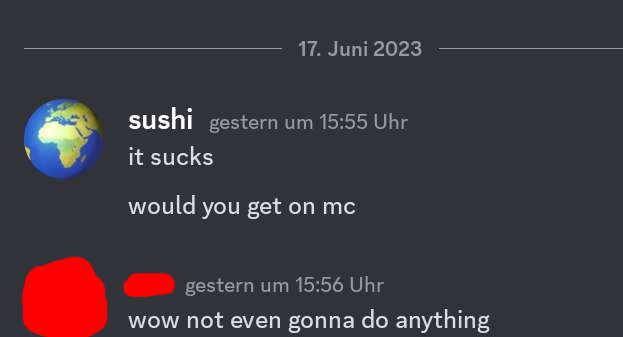 17. Juni 2023
sushi gestern um 15:55 Uhr
it sucks
would you get on mc
gestern um 15:56 Uhr
wow not even gonna do anything